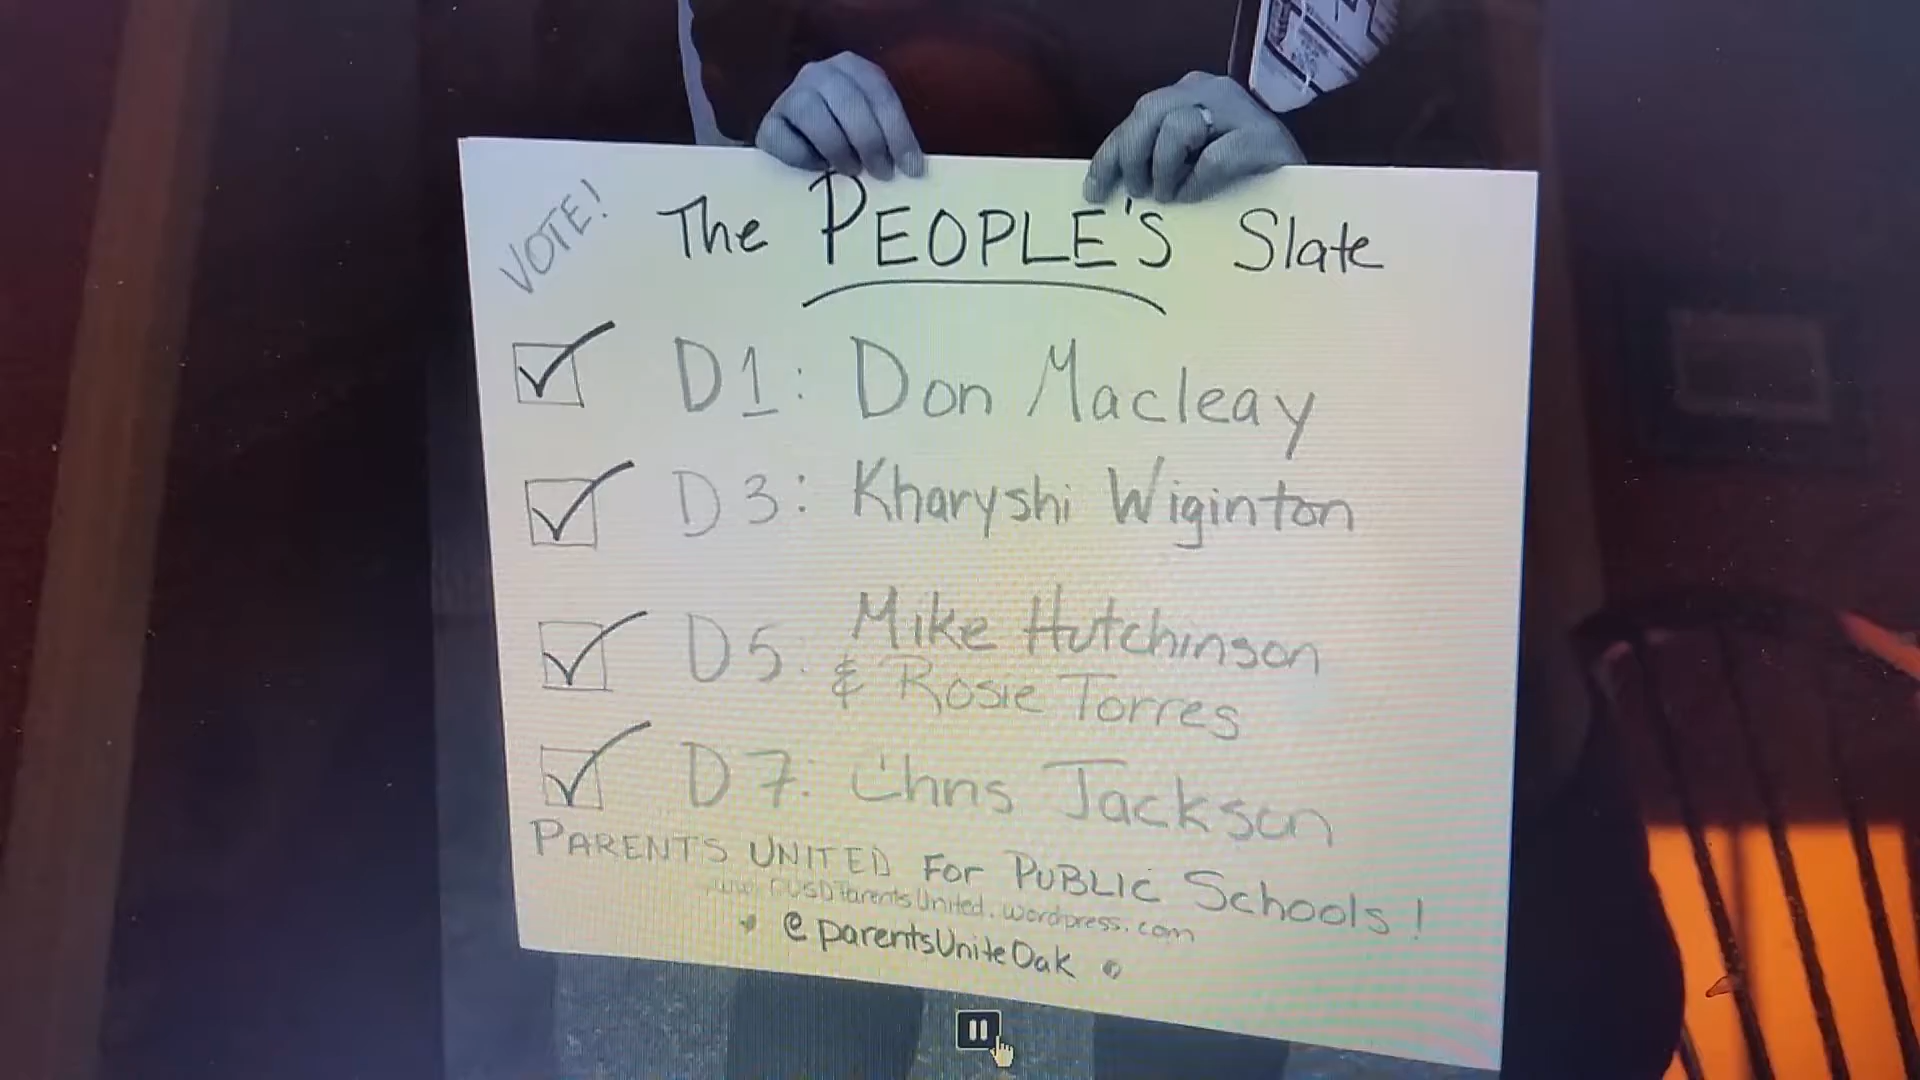 VOTE!
The PEOPLE'S Slate
D1: Don Macleay
D3: Kharyshi Wiginton
D5: Mike Hutchinson
& Rosie Torres
D7: Chris Jackson
PARENTS UNITED FOR PUBLIC SCHOOLS!
www.OUSDParentsUnited.wordpress.com
@parentsUniteOak